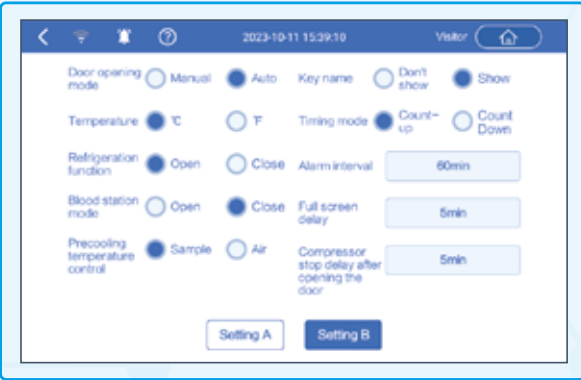 2023-10-11 15:39:10 Visitor
Door opening mode Manual Auto Key name Don't show Show
Temperature ℃ ℉ Timing mode Count-up Count Down
Refrigeration function Open Close Alarm interval 60min
Blood station mode Open Close Full screen delay 5min
Precooling temperature control Sample Air Compressor stop delay after opening the door 5min
Setting A Setting B